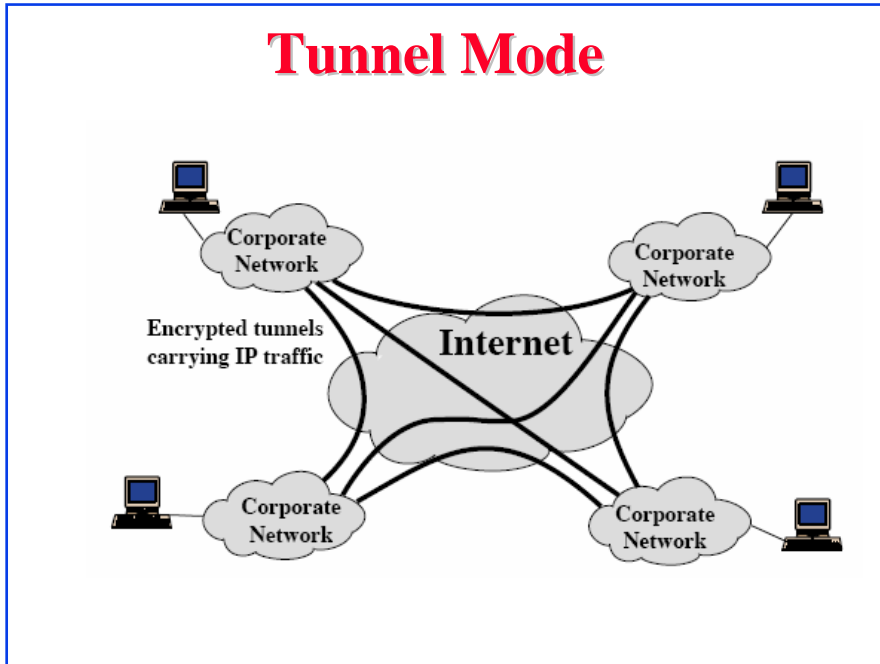 Tunnel Mode
Corporate
Network
Corporate
Network
Encrypted tunnels
carrying IP traffic
Internet
Corporate
Network
Corporate
Network